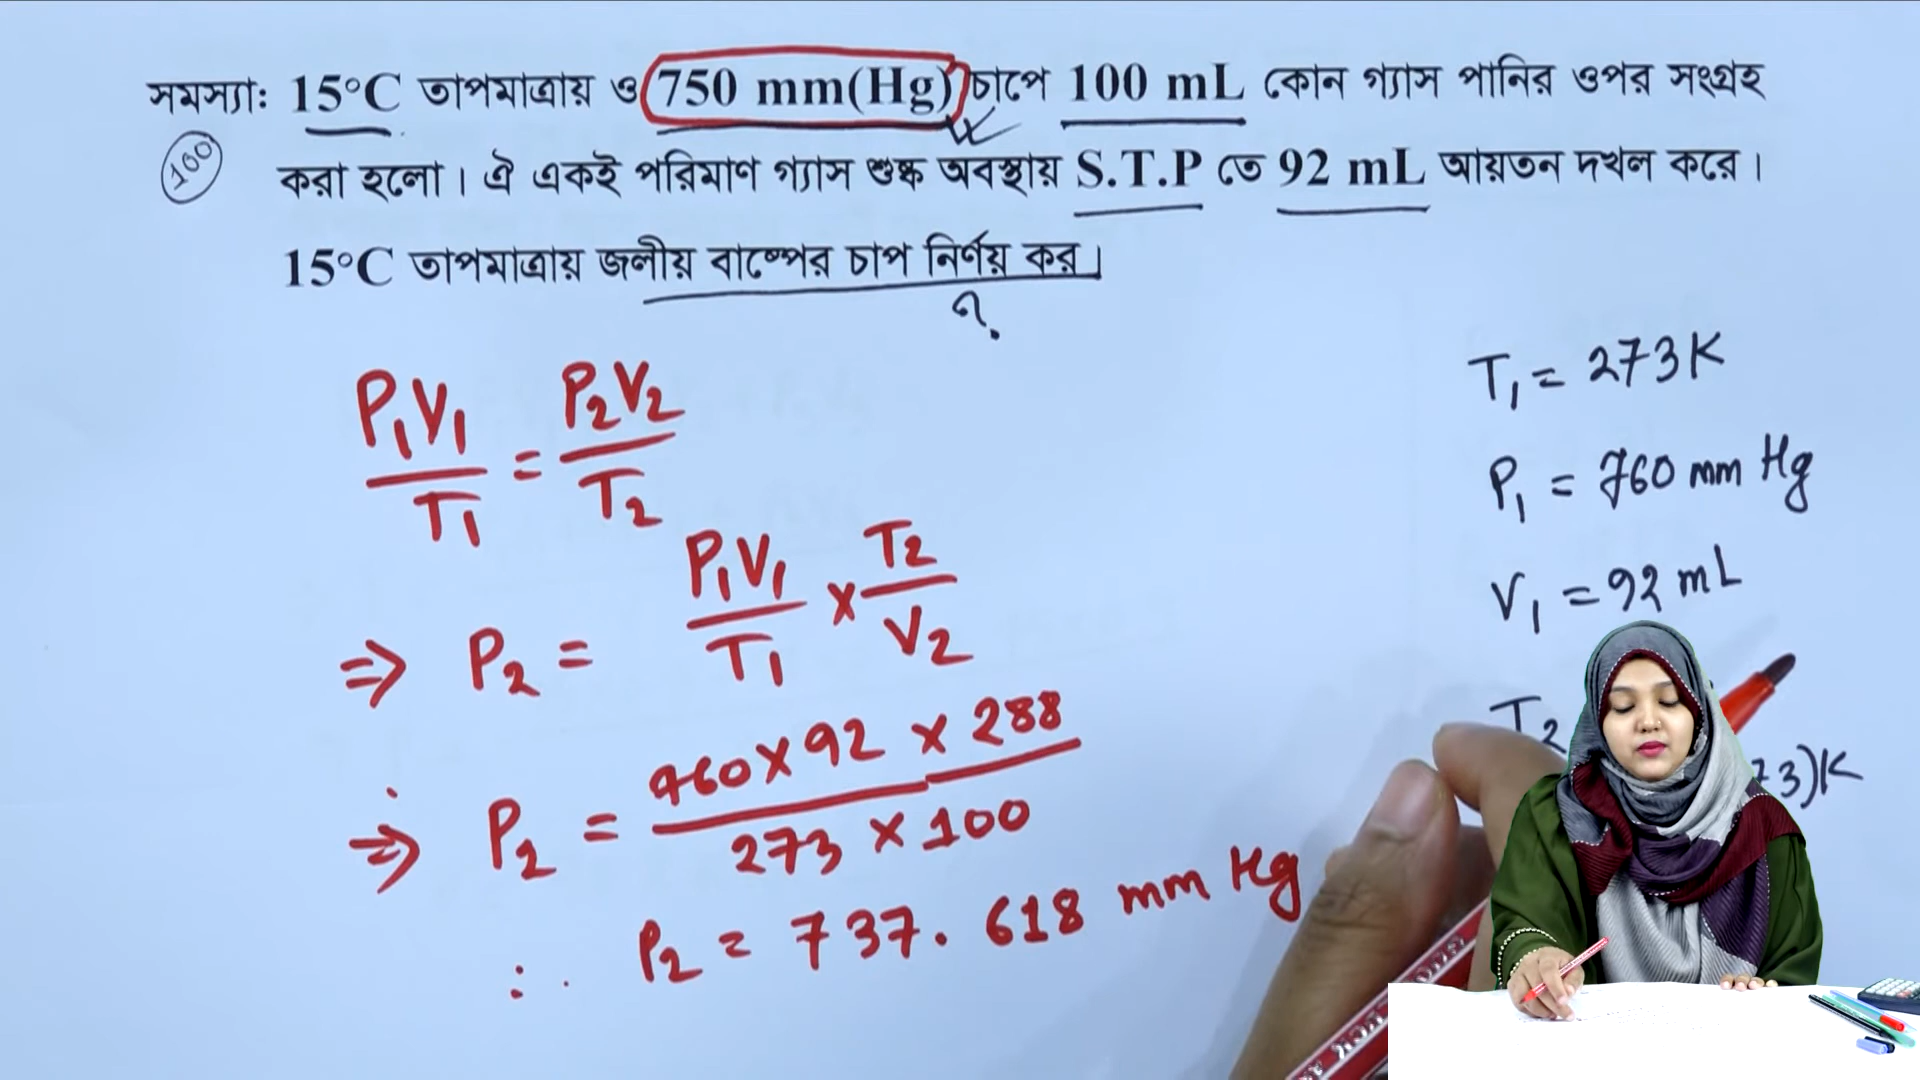 সমস্যাঃ 15°C তাপমাত্রায় ও 750 mm(Hg) চাপে 100 mL কোন গ্যাস পানির ওপর সংগ্রহ
100
করা হলো। ঐ একই পরিমাণ গ্যাস শুষ্ক অবস্থায় S.T.P তে 92 mL আয়তন দখল করে।
15°C তাপমাত্রায় জলীয় বাষ্পের চাপ নির্ণয় কর।
?
P₁V₁/T₁ = P₂V₂/T₂
⇒ P₂ = P₁V₁/T₁ × T₂/V₂
⇒ P₂ = 760×92×288 / 273×100
∴ P₂ = 737.618 mm Hg
T₁ = 273K
P₁ = 760 mm Hg
V₁ = 92 mL
T₂
73)K